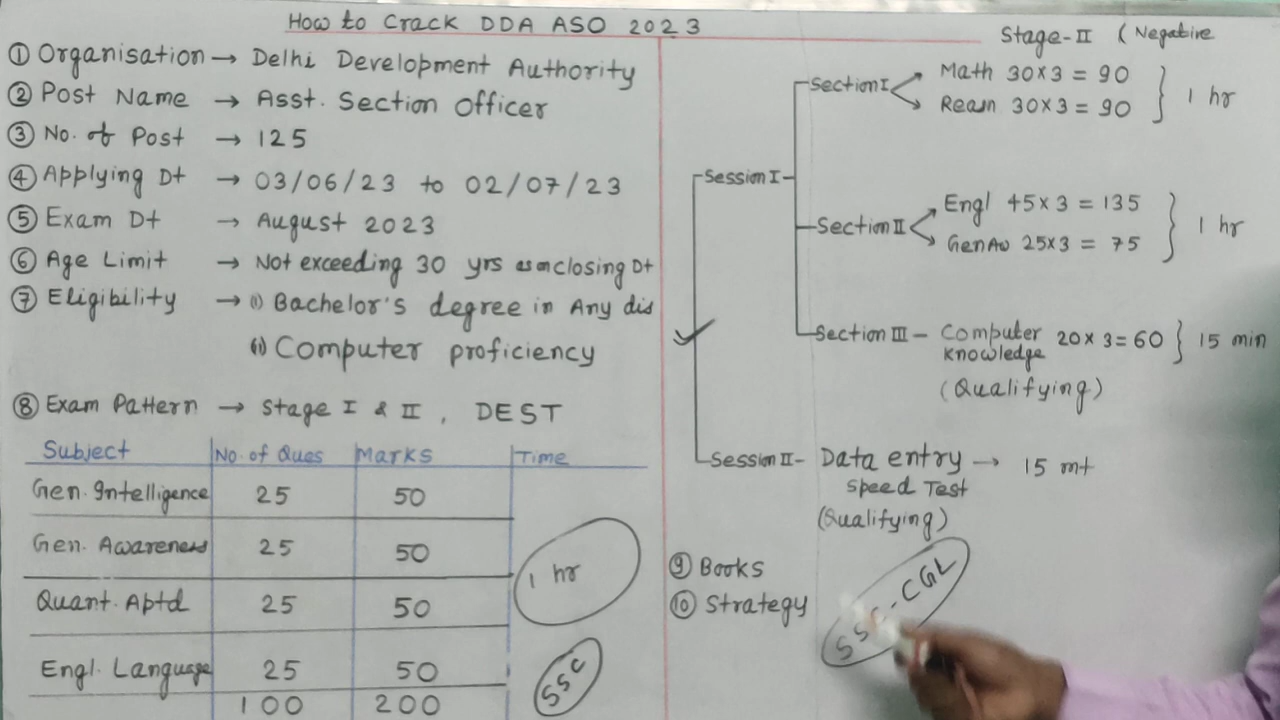 How to Crack DDA ASO 2023
① Organisation → Delhi Development Authority
② Post Name → Asst. Section Officer
③ No. of Post → 125
④ Applying Dt → 03/06/23 to 02/07/23
⑤ Exam Dt → August 2023
⑥ Age Limit → Not exceeding 30 yrs as on closing Dt
⑦ Eligibility → (i) Bachelor's degree in Any dis
(ii) Computer proficiency
⑧ Exam Pattern → Stage I & II, DEST
Subject No. of Ques Marks Time
Gen. Intelligence 25 50
Gen. Awareness 25 50
1 hr
Quant. Aptd 25 50
Engl. Language 25 50
SSC
100 200
Stage-II (Negative
Session I
Section I
Math 30×3 = 90
Reasn 30×3 = 90
1 hr
Section II
Engl 45×3 = 135
Gen Aw 25×3 = 75
1 hr
Section III - Computer knowledge 20×3 = 60 } 15 min
(Qualifying)
Session II - Data entry → 15 mt
Speed Test
(Qualifying)
⑨ Books
⑩ Strategy
SSC-CGL